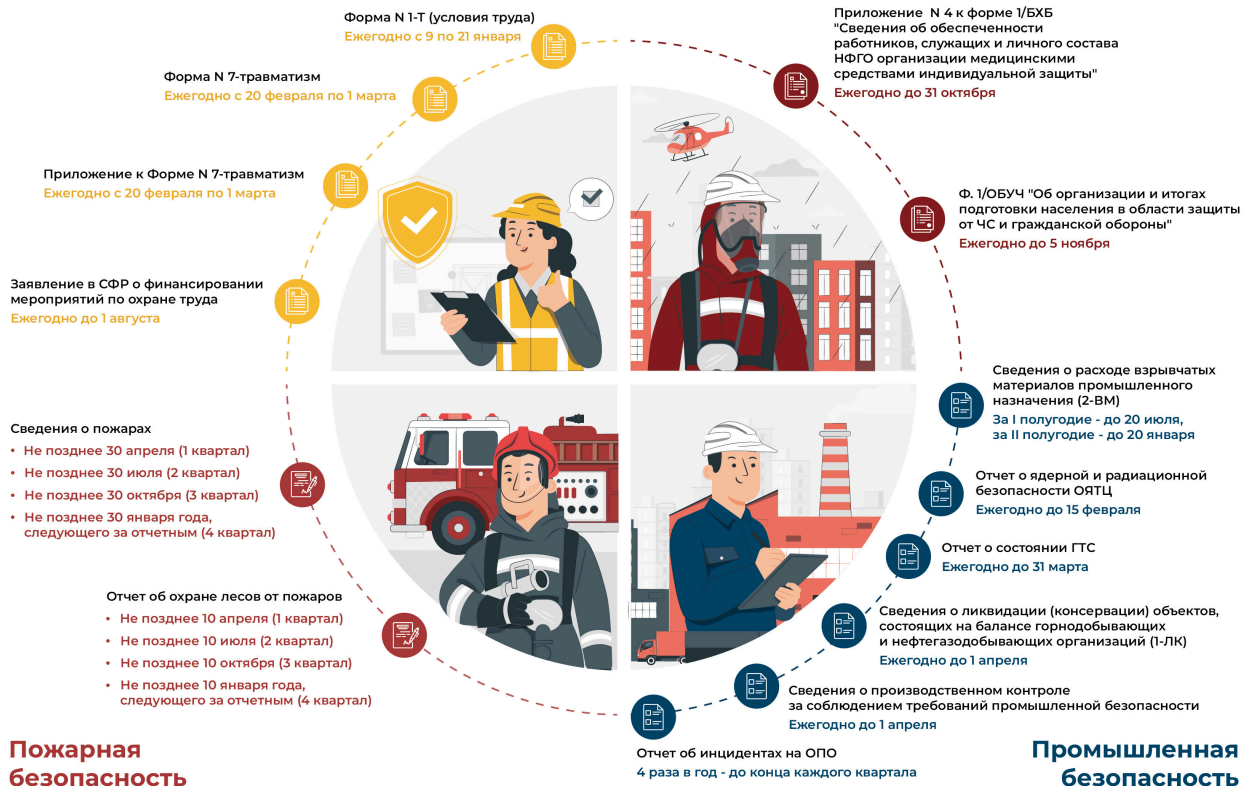 Форма N 1-Т (условия труда)
Ежегодно с 9 по 21 января
Форма N 7-травматизм
Ежегодно с 20 февраля по 1 марта
Приложение к Форме N 7-травматизм
Ежегодно с 20 февраля по 1 марта
Заявление в СФР о финансировании
мероприятий по охране труда
Ежегодно до 1 августа
Приложение N 4 к форме 1/БХБ
"Сведения об обеспеченности
работников, служащих и личного состава
НФГО организации медицинскими
средствами индивидуальной защиты"
Ежегодно до 31 октября
Ф. 1/ОБУЧ "Об организации и итогах
подготовки населения в области защиты
от ЧС и гражданской обороны"
Ежегодно до 5 ноября
Сведения о пожарах
• Не позднее 30 апреля (1 квартал)
• Не позднее 30 июля (2 квартал)
• Не позднее 30 октября (3 квартал)
• Не позднее 30 января года,
следующего за отчетным (4 квартал)
Отчет об охране лесов от пожаров
• Не позднее 10 апреля (1 квартал)
• Не позднее 10 июля (2 квартал)
• Не позднее 10 октября (3 квартал)
• Не позднее 10 января года,
следующего за отчетным (4 квартал)
Пожарная
безопасность
Сведения о расходе взрывчатых
материалов промышленного
назначения (2-ВМ)
За I полугодие - до 20 июля,
за II полугодие - до 20 января
Отчет о ядерной и радиационной
безопасности ОЯТЦ
Ежегодно до 15 февраля
Отчет о состоянии ГТС
Ежегодно до 31 марта
Сведения о ликвидации (консервации) объектов,
состоящих на балансе горнодобывающих
и нефтегазодобывающих организаций (1-ЛК)
Ежегодно до 1 апреля
Сведения о производственном контроле
за соблюдением требований промышленной безопасности
Ежегодно до 1 апреля
Отчет об инцидентах на ОПО
4 раза в год - до конца каждого квартала
Промышленная
безопасность